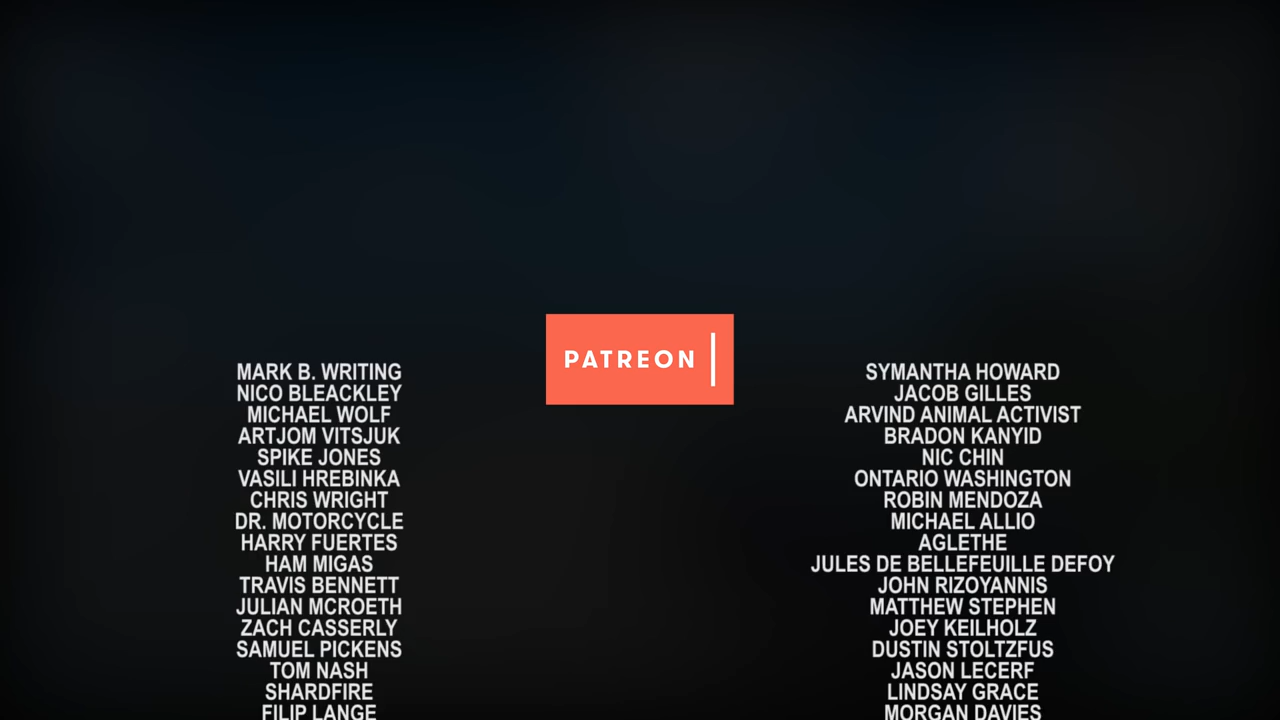 PATREON
MARK B. WRITING
NICO BLEACKLEY
MICHAEL WOLF
ARTJOM VITSJUK
SPIKE JONES
VASILI HREBINKA
CHRIS WRIGHT
DR. MOTORCYCLE
HARRY FUERTES
HAM MIGAS
TRAVIS BENNETT
JULIAN MCROETH
ZACH CASSERLY
SAMUEL PICKENS
TOM NASH
SHARDFIRE
FILIP LANGE
SYMANTHA HOWARD
JACOB GILLES
ARVIND ANIMAL ACTIVIST
BRADON KANYID
NIC CHIN
ONTARIO WASHINGTON
ROBIN MENDOZA
MICHAEL ALLIO
AGLETHE
JULES DE BELLEFEUILLE DEFOY
JOHN RIZOYANNIS
MATTHEW STEPHEN
JOEY KEILHOLZ
DUSTIN STOLTZFUS
JASON LECERF
LINDSAY GRACE
MORGAN DAVIES